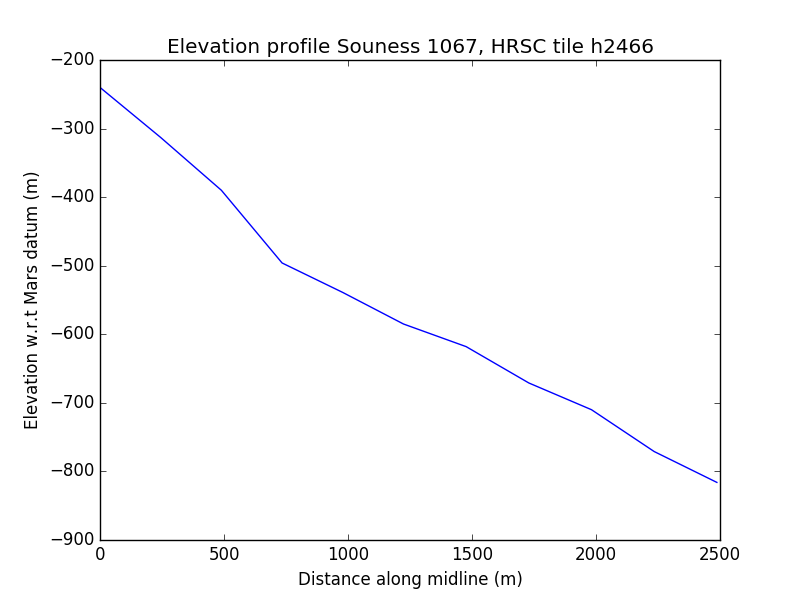 Elevation profile Souness 1067, HRSC tile h2466
−200
−300
−400
−500
−600
−700
−800
−900
Elevation w.r.t Mars datum (m)
0 500 1000 1500 2000 2500
Distance along midline (m)